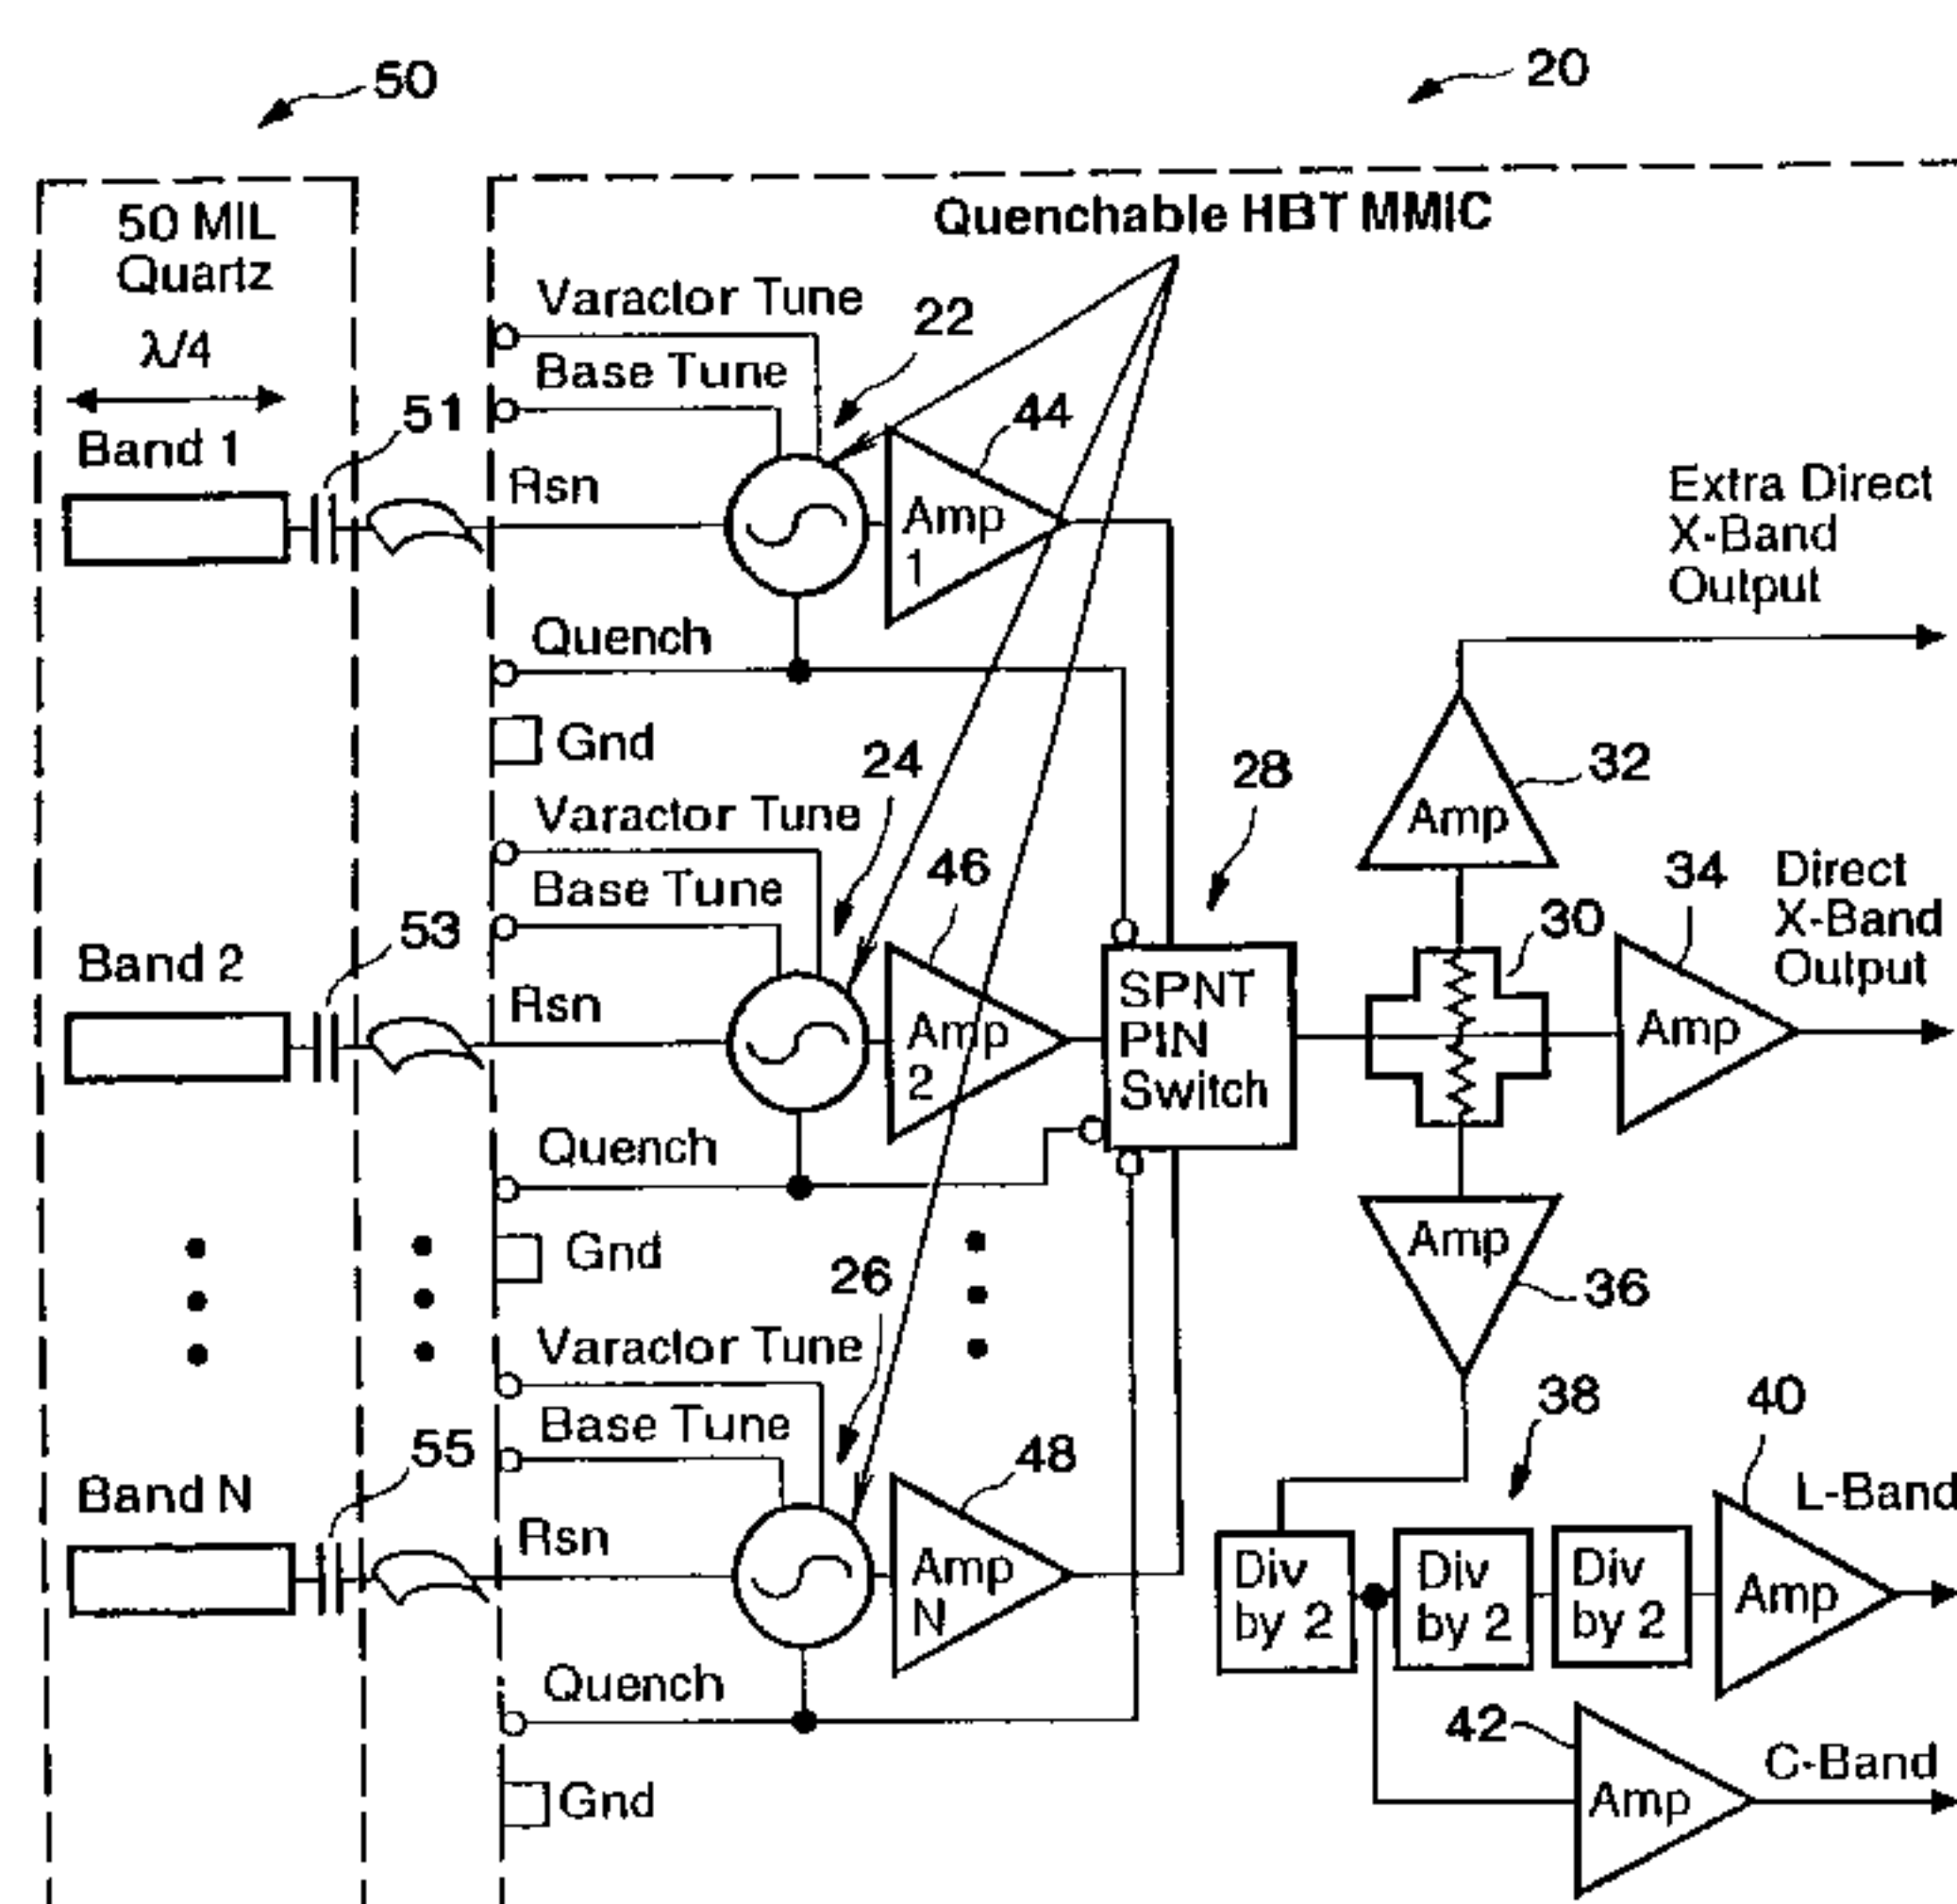 50
20
50 MIL
Quartz
λ/4
Quenchable HBT MMIC
Varactor Tune
22
Base Tune
Band 1
51
44
Rsn
Amp
1
Extra Direct
X-Band
Output
Quench
Gnd
24
28
32
Amp
Varactor Tune
Base Tune
46
34
Direct
X-Band
Output
Band 2
53
30
Rsn
Amp
2
SPNT
PIN
Switch
Amp
Quench
Gnd
Amp
36
26
Varactor Tune
38
40
Base Tune
Band N
55
48
L-Band
Rsn
Amp
N
Div
by 2
Div
by 2
Div
by 2
Amp
Quench
42
C-Band
Gnd
Amp